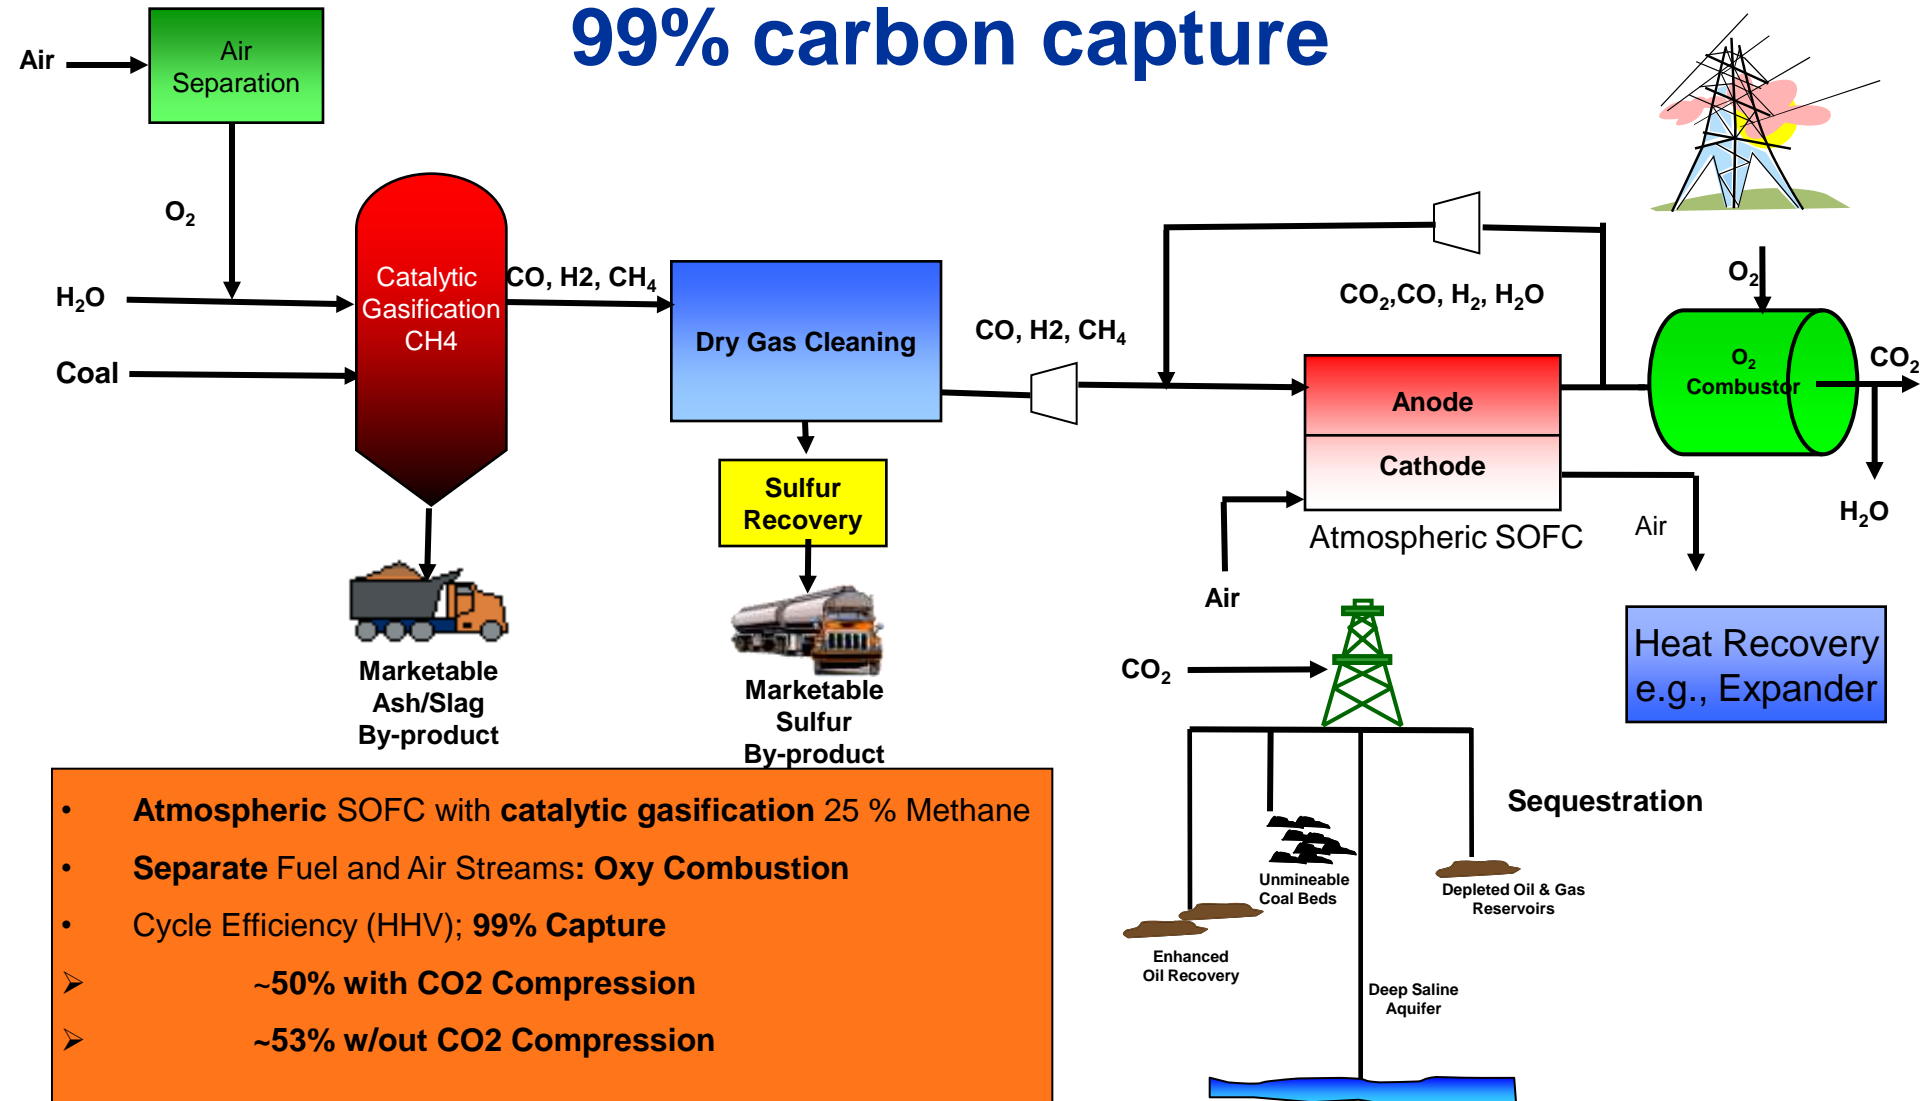 99% carbon capture
Air
Air
Separation
O₂
H₂O
Coal
Catalytic
Gasification
CH4
CO, H2, CH₄
Dry Gas Cleaning
CO, H2, CH₄
CO₂,CO, H₂, H₂O
O₂
O₂
Combustor
CO₂
H₂O
Anode
Cathode
Atmospheric SOFC
Air
Air
Sulfur
Recovery
Heat Recovery
e.g., Expander
Marketable
Ash/Slag
By-product
Marketable
Sulfur
By-product
CO₂
Sequestration
Unmineable
Coal Beds
Depleted Oil & Gas
Reservoirs
Enhanced
Oil Recovery
Deep Saline
Aquifer
• Atmospheric SOFC with catalytic gasification 25 % Methane
• Separate Fuel and Air Streams: Oxy Combustion
• Cycle Efficiency (HHV); 99% Capture
➢ ~50% with CO2 Compression
➢ ~53% w/out CO2 Compression